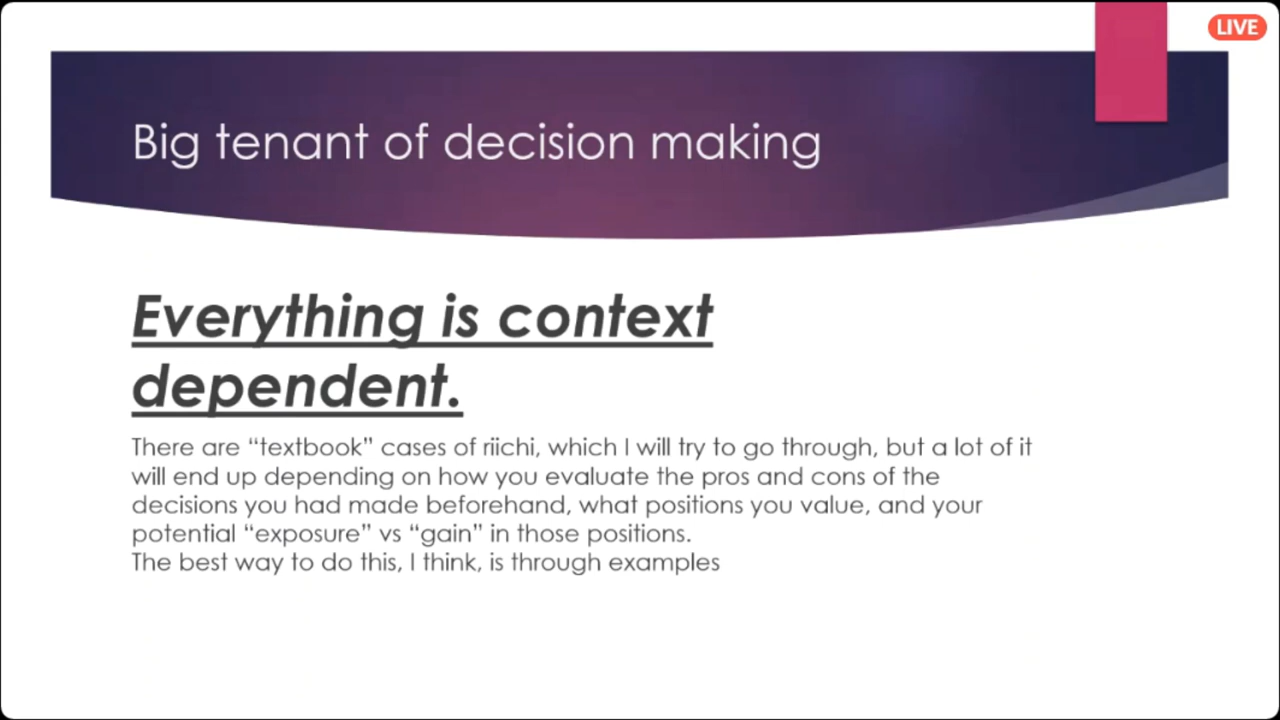 LIVE
Big tenant of decision making
Everything is context
dependent.
There are “textbook” cases of riichi, which I will try to go through, but a lot of it
will end up depending on how you evaluate the pros and cons of the
decisions you had made beforehand, what positions you value, and your
potential “exposure” vs “gain” in those positions.
The best way to do this, I think, is through examples